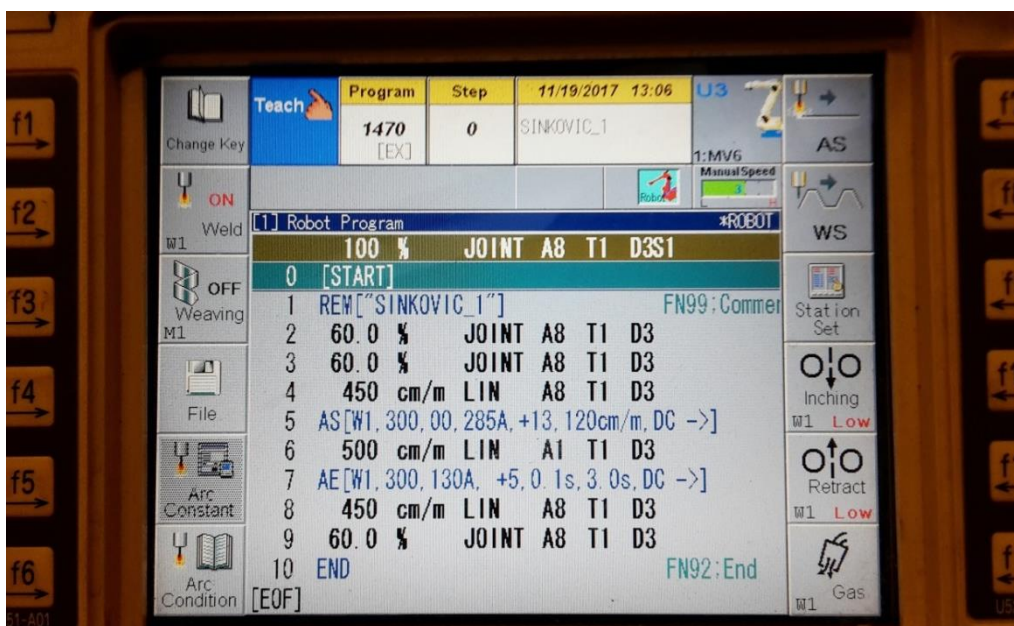 f1
f2
f3
f4
f5
f6
51-A01
Change Key
ON
Weld
W1
OFF
Weaving
M1
File
Arc
Constant
Arc
Condition
Teach
Program
1470
[EX]
Step
0
11/19/2017 13:06
SINKOVIC_1
U3
1:MV6
Robot
Manual Speed
3
L H
[1] Robot Program *ROBOT
100 % JOINT A8 T1 D3S1
0 [START]
1 REM["SINKOVIC_1"] FN99;Commer
2 60.0 % JOINT A8 T1 D3
3 60.0 % JOINT A8 T1 D3
4 450 cm/m LIN A8 T1 D3
5 AS[W1,300,00,285A,+13,120cm/m,DC ->]
6 500 cm/m LIN A1 T1 D3
7 AE[W1,300,130A, +5,0.1s,3.0s,DC ->]
8 450 cm/m LIN A8 T1 D3
9 60.0 % JOINT A8 T1 D3
10 END FN92;End
[EOF]
AS
WS
Station
Set
Inching
W1 Low
Retract
W1 Low
Gas
W1